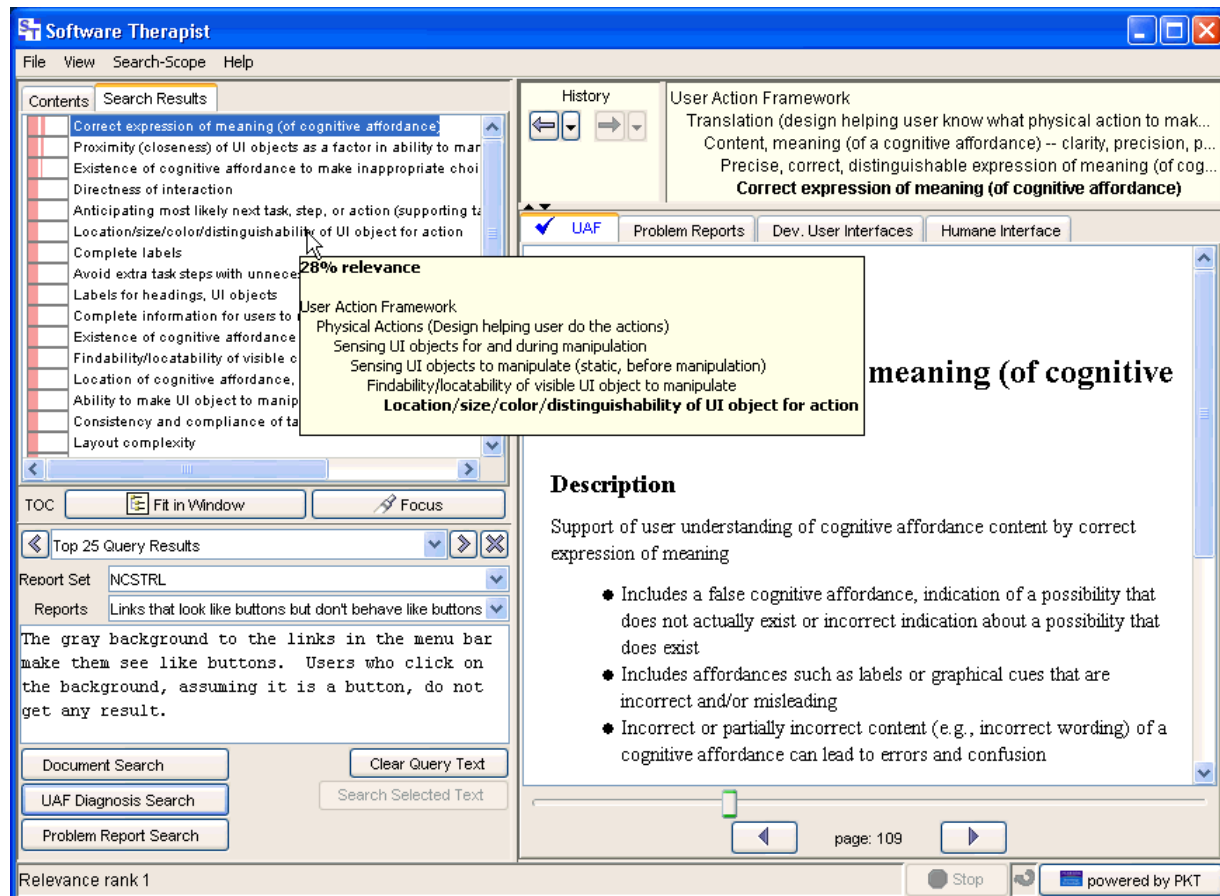 Software Therapist
File View Search-Scope Help
Contents Search Results
Correct expression of meaning (of cognitive affordance)
Proximity (closeness) of UI objects as a factor in ability to mar
Existence of cognitive affordance to make inappropriate choi
Directness of interaction
Anticipating most likely next task, step, or action (supporting ta
Location/size/color/distinguishability of UI object for action
Complete labels
Avoid extra task steps with unnece
Labels for headings, UI objects
Complete information for users to
Existence of cognitive affordance
Findability/locatability of visible c
Location of cognitive affordance,
Ability to make UI object to manip
Consistency and compliance of ta
Layout complexity
28% relevance
User Action Framework
Physical Actions (Design helping user do the actions)
Sensing UI objects for and during manipulation
Sensing UI objects to manipulate (static, before manipulation)
Findability/locatability of visible UI object to manipulate
Location/size/color/distinguishability of UI object for action
TOC Fit in Window Focus
Top 25 Query Results
Report Set NCSTRL
Reports Links that look like buttons but don't behave like buttons
The gray background to the links in the menu bar
make them see like buttons. Users who click on
the background, assuming it is a button, do not
get any result.
Document Search Clear Query Text
UAF Diagnosis Search Search Selected Text
Problem Report Search
History
User Action Framework
Translation (design helping user know what physical action to mak...
Content, meaning (of a cognitive affordance) -- clarity, precision, p...
Precise, correct, distinguishable expression of meaning (of cog...
Correct expression of meaning (of cognitive affordance)
UAF Problem Reports Dev. User Interfaces Humane Interface
meaning (of cognitive
Description
Support of user understanding of cognitive affordance content by correct
expression of meaning
Includes a false cognitive affordance, indication of a possibility that
does not actually exist or incorrect indication about a possibility that
does exist
Includes affordances such as labels or graphical cues that are
incorrect and/or misleading
Incorrect or partially incorrect content (e.g., incorrect wording) of a
cognitive affordance can lead to errors and confusion
page: 109
Relevance rank 1 Stop powered by PKT